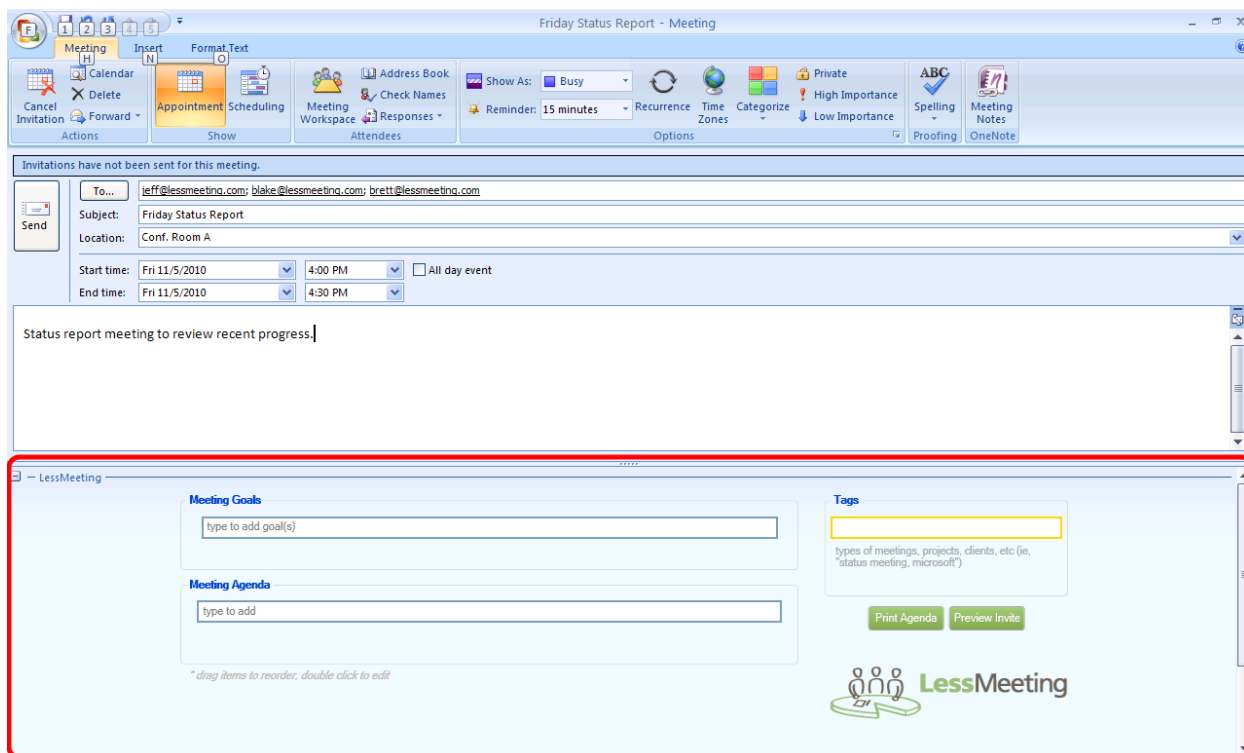 F 1 2 3 4 5 Friday Status Report - Meeting
Meeting Insert Format Text
H N O
Calendar
Delete
Forward
Cancel Invitation
Actions
Appointment Scheduling
Show
Meeting Workspace
Address Book
Check Names
Responses
Attendees
Show As: Busy
Reminder: 15 minutes
Recurrence
Time Zones
Categorize
Private
High Importance
Low Importance
Options
ABC
Spelling
Proofing
Meeting Notes
OneNote
Invitations have not been sent for this meeting.
Send
To... jeff@lessmeeting.com; blake@lessmeeting.com; brett@lessmeeting.com
Subject: Friday Status Report
Location: Conf. Room A
Start time: Fri 11/5/2010 4:00 PM All day event
End time: Fri 11/5/2010 4:30 PM
Status report meeting to review recent progress.
LessMeeting
Meeting Goals
type to add goal(s)
Meeting Agenda
type to add
* drag items to reorder, double click to edit
Tags
types of meetings, projects, clients, etc (ie,
"status meeting, microsoft")
Print Agenda Preview Invite
LessMeeting